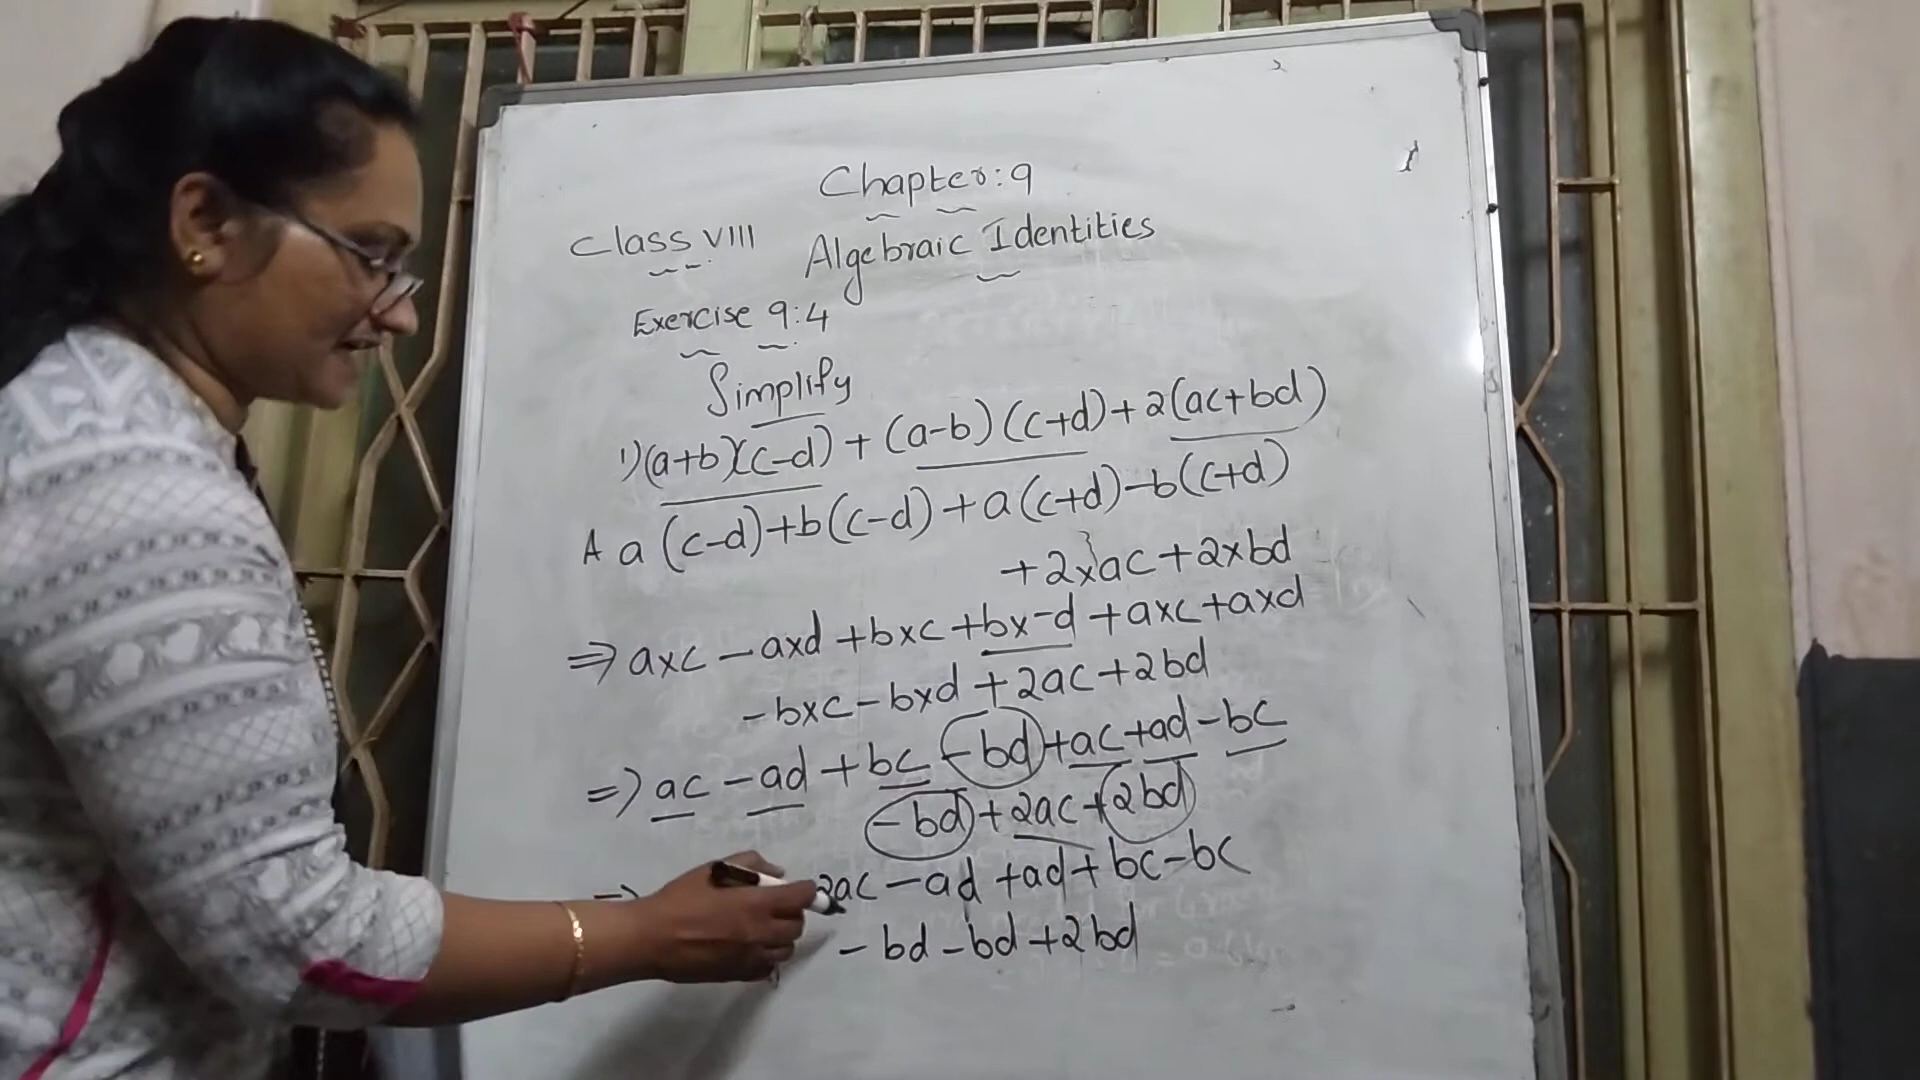 Chapter:9
Class VIII Algebraic Identities
Exercise 9:4
Simplify
1)(a+b)(c-d)+(a-b)(c+d)+2(ac+bd)
A a(c-d)+b(c-d)+a(c+d)-b(c+d)
+2xac+2xbd
⇒axc-axd+bxc+bx-d+axc+axd
-bxc-bxd+2ac+2bd
⇒ac-ad+bc-bd+ac+ad-bc
-bd+2ac+2bd
2ac-ad+ad+bc-bc
-bd-bd+2bd